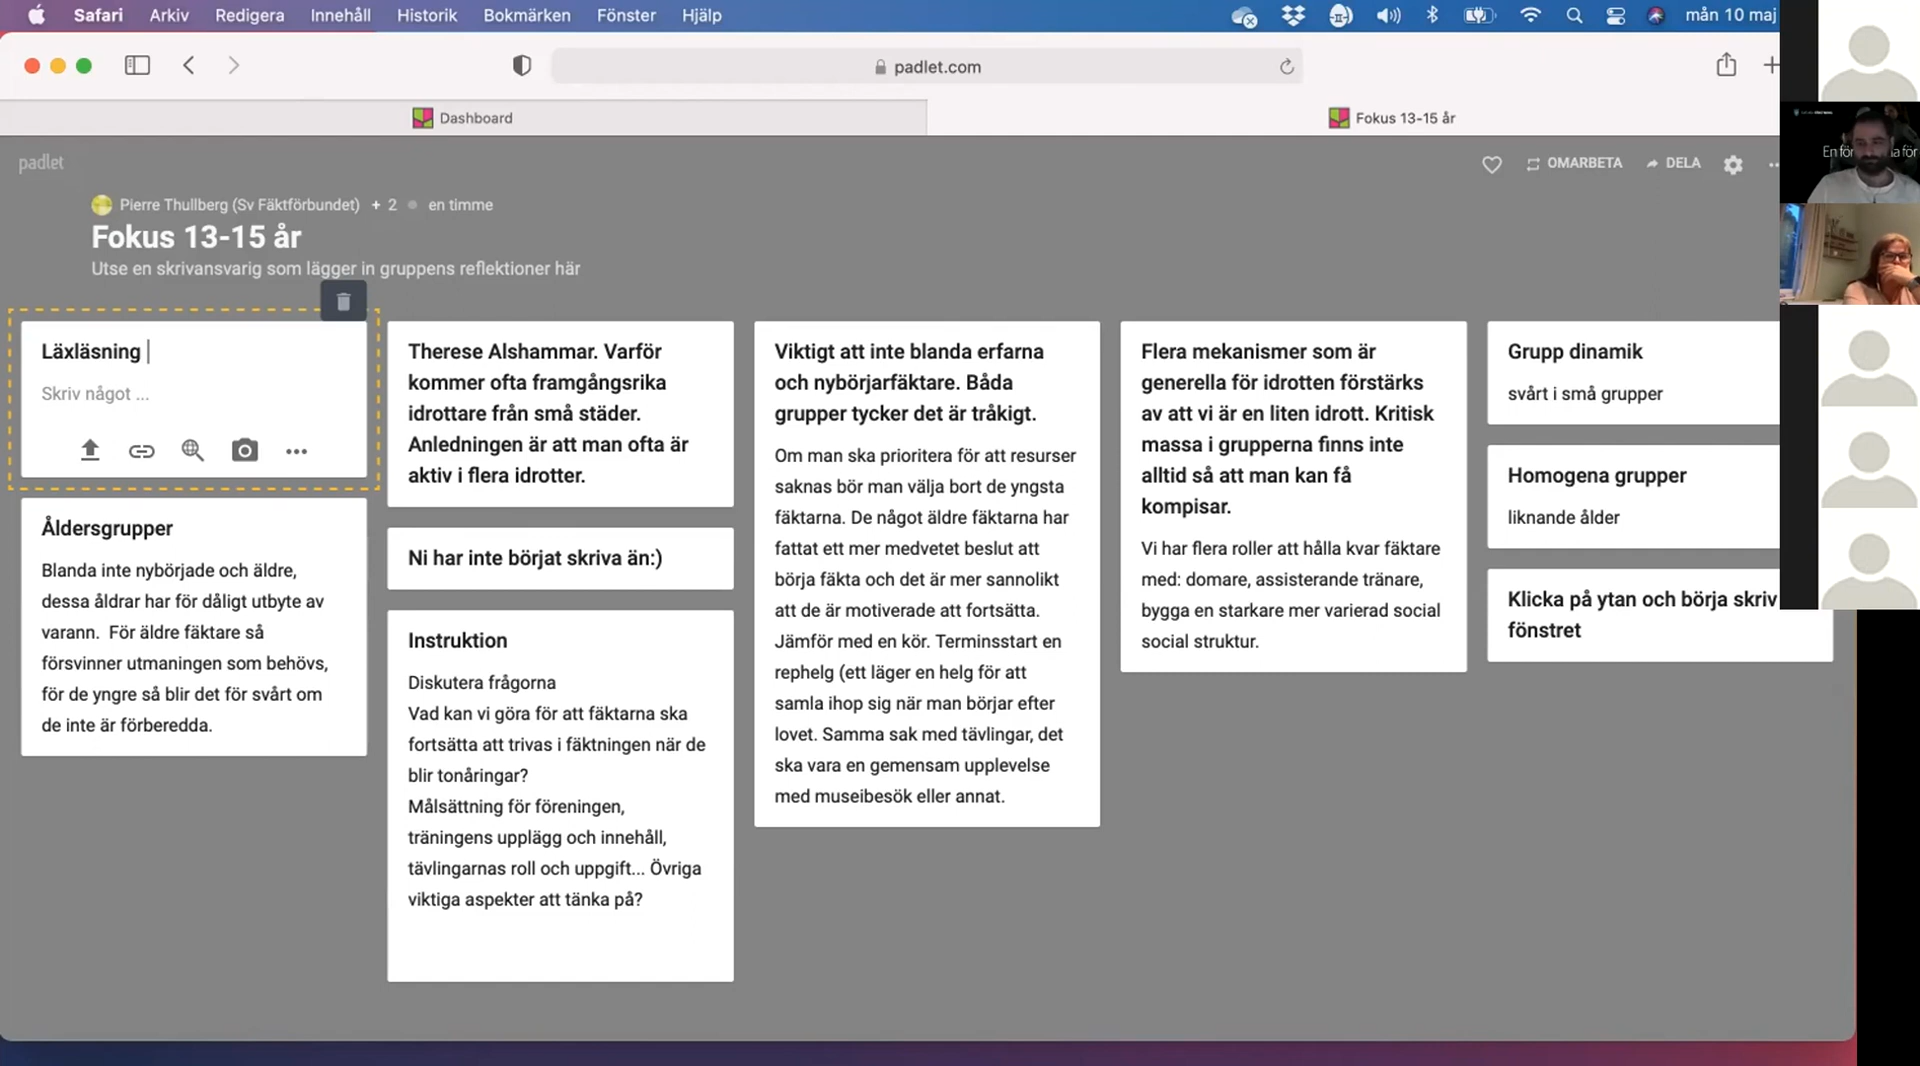 Safari Arkiv Redigera Innehåll Historik Bokmärken Fönster Hjälp
mån 10 maj
padlet.com
Dashboard
Fokus 13-15 år
padlet
OMARBETA DELA
Pierre Thullberg (Sv Fäktförbundet) + 2 en timme
Fokus 13-15 år
Utse en skrivansvarig som lägger in gruppens reflektioner här
Läxläsning
Skriv något ...
Åldersgrupper
Blanda inte nybörjade och äldre,
dessa åldrar har för dåligt utbyte av
varann. För äldre fäktare så
försvinner utmaningen som behövs,
för de yngre så blir det för svårt om
de inte är förberedda.
Therese Alshammar. Varför
kommer ofta framgångsrika
idrottare från små städer.
Anledningen är att man ofta är
aktiv i flera idrotter.
Ni har inte börjat skriva än:)
Instruktion
Diskutera frågorna
Vad kan vi göra för att fäktarna ska
fortsätta att trivas i fäktningen när de
blir tonåringar?
Målsättning för föreningen,
träningens upplägg och innehåll,
tävlingarnas roll och uppgift... Övriga
viktiga aspekter att tänka på?
Viktigt att inte blanda erfarna
och nybörjarfäktare. Båda
grupper tycker det är tråkigt.
Om man ska prioritera för att resurser
saknas bör man välja bort de yngsta
fäktarna. De något äldre fäktarna har
fattat ett mer medvetet beslut att
börja fäkta och det är mer sannolikt
att de är motiverade att fortsätta.
Jämför med en kör. Terminsstart en
rephelg (ett läger en helg för att
samla ihop sig när man börjar efter
lovet. Samma sak med tävlingar, det
ska vara en gemensam upplevelse
med museibesök eller annat.
Flera mekanismer som är
generella för idrotten förstärks
av att vi är en liten idrott. Kritisk
massa i grupperna finns inte
alltid så att man kan få
kompisar.
Vi har flera roller att hålla kvar fäktare
med: domare, assisterande tränare,
bygga en starkare mer varierad social
social struktur.
Grupp dinamik
svårt i små grupper
Homogena grupper
liknande ålder
Klicka på ytan och börja skriv
fönstret
En för
a för